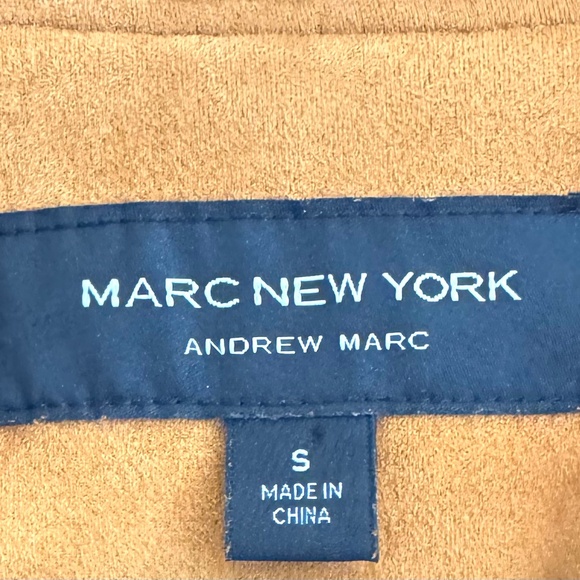 MARC NEW YORK
ANDREW MARC
S
MADE IN
CHINA